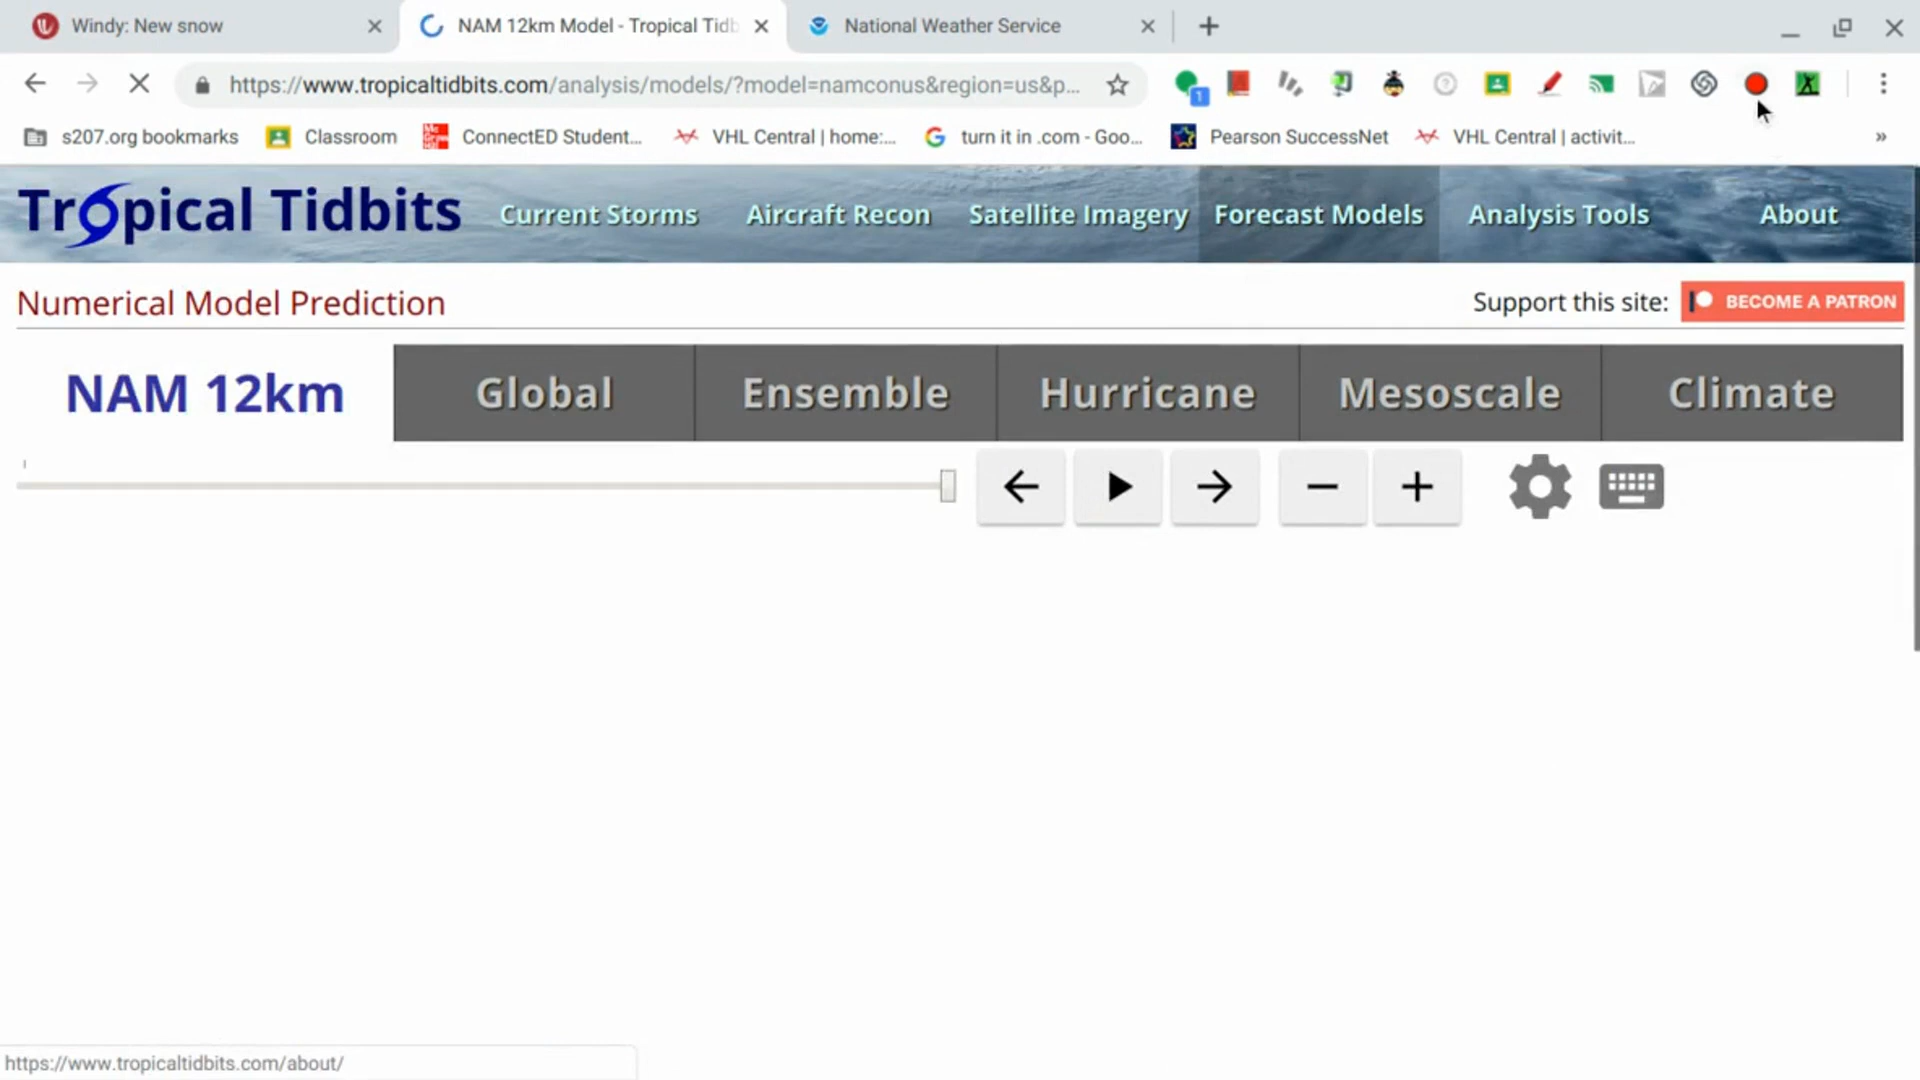 Windy: New snow
NAM 12km Model - Tropical Tidb
National Weather Service
https://www.tropicaltidbits.com/analysis/models/?model=namconus&region=us&p...
1
s207.org bookmarks
Classroom
ConnectED Student...
VHL Central | home:...
turn it in .com - Goo...
Pearson SuccessNet
VHL Central | activit...
»
Tropical Tidbits
Current Storms
Aircraft Recon
Satellite Imagery
Forecast Models
Analysis Tools
About
Numerical Model Prediction
Support this site:
BECOME A PATRON
NAM 12km
Global
Ensemble
Hurricane
Mesoscale
Climate
https://www.tropicaltidbits.com/about/